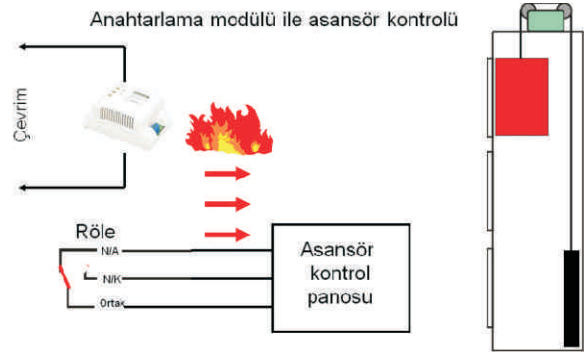 Anahtarlama modülü ile asansör kontrolü
Çevrim
Röle
N/A
N/K
Ortak
Asansör
kontrol
panosu